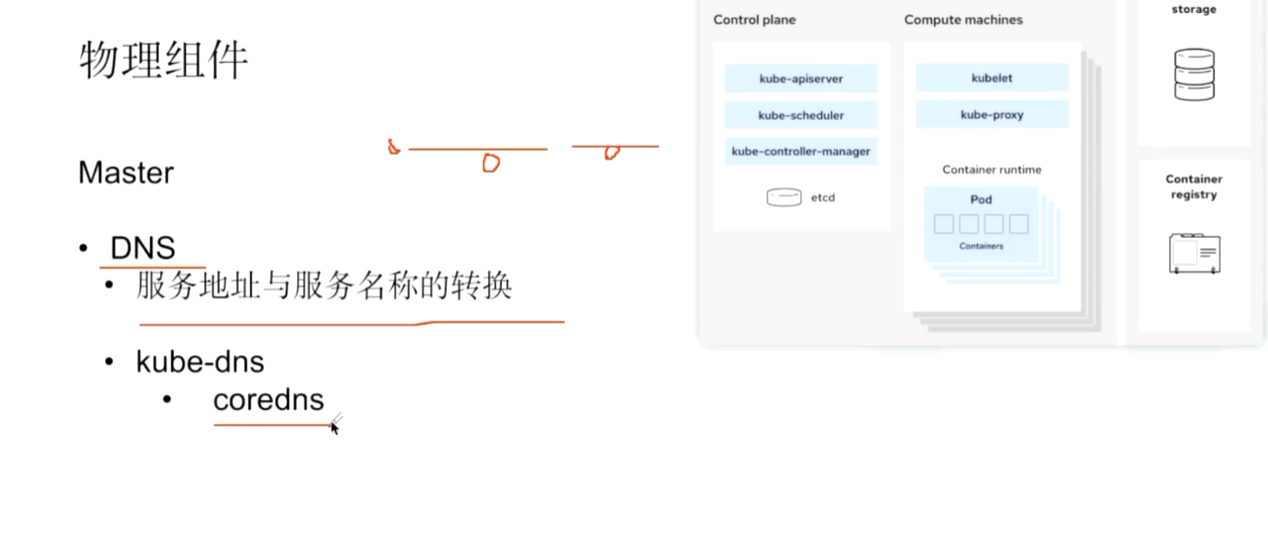 物理组件
Master
• DNS
• 服务地址与服务名称的转换
• kube-dns
• coredns
Control plane
kube-apiserver
kube-scheduler
kube-controller-manager
etcd
Compute machines
kubelet
kube-proxy
Container runtime
Pod
Containers
storage
Container
registry